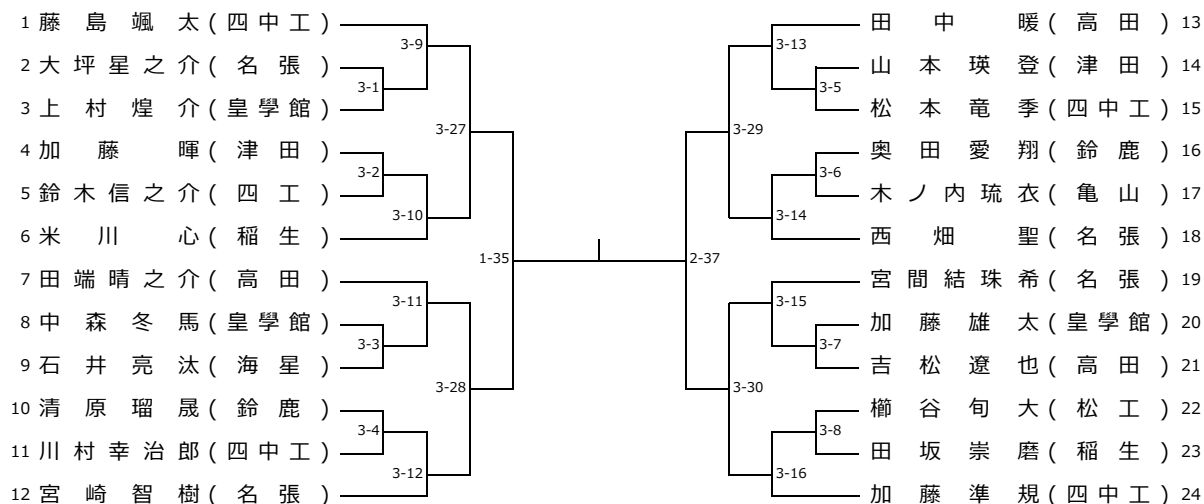 1 藤島颯太(四中工)
2 大坪星之介(名張)
3 上村煌介(皇學館)
4 加藤暉(津田)
5 鈴木信之介(四工)
6 米川心(稲生)
7 田端晴之介(高田)
8 中森冬馬(皇學館)
9 石井亮汰(海星)
10 清原瑠晟(鈴鹿)
11 川村幸治郎(四中工)
12 宮崎智樹(名張)
3-9
3-1
3-27
3-2
3-10
1-35
3-11
3-3
3-28
3-4
3-12
3-13
3-5
3-29
3-6
3-14
2-37
3-15
3-7
3-30
3-8
3-16
田中暖(高田) 13
山本瑛登(津田) 14
松本竜季(四中工) 15
奥田愛翔(鈴鹿) 16
木ノ内琉衣(亀山) 17
西畑聖(名張) 18
宮間結珠希(名張) 19
加藤雄太(皇學館) 20
吉松遼也(高田) 21
櫛谷旬大(松工) 22
田坂崇磨(稲生) 23
加藤準規(四中工) 24